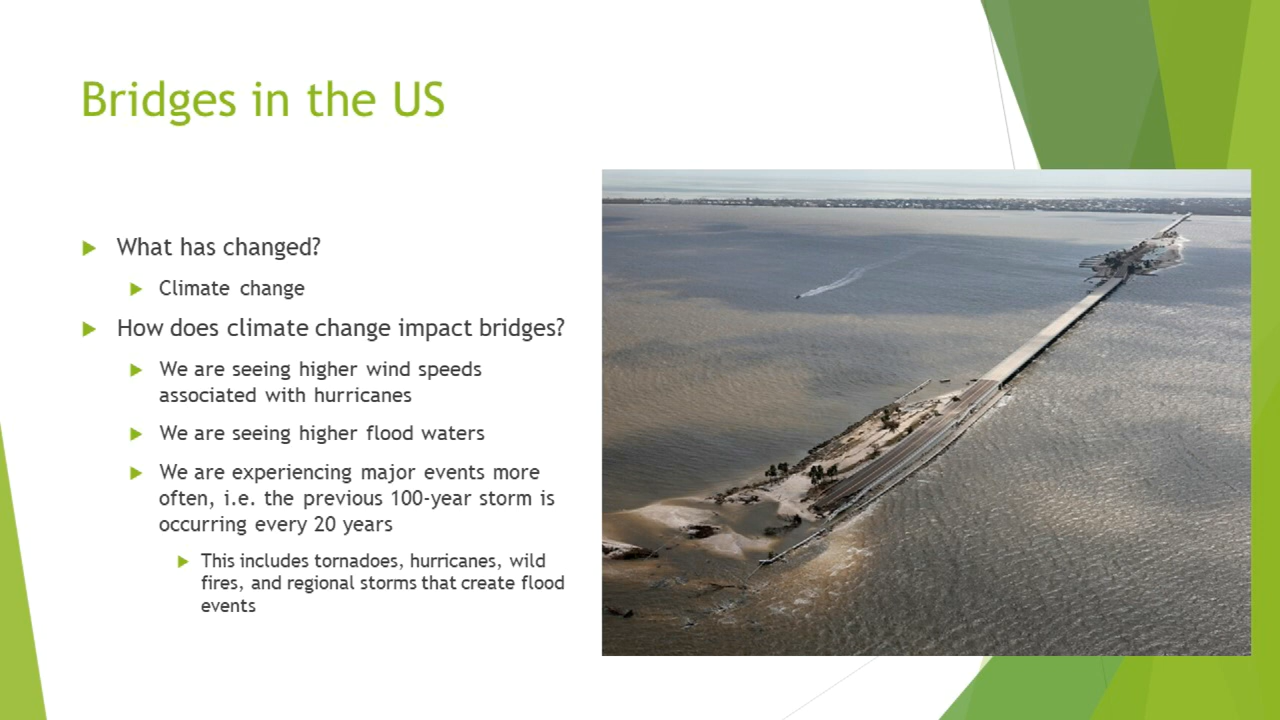 Bridges in the US
What has changed?
Climate change
How does climate change impact bridges?
We are seeing higher wind speeds
associated with hurricanes
We are seeing higher flood waters
We are experiencing major events more
often, i.e. the previous 100-year storm is
occurring every 20 years
This includes tornadoes, hurricanes, wild
fires, and regional storms that create flood
events